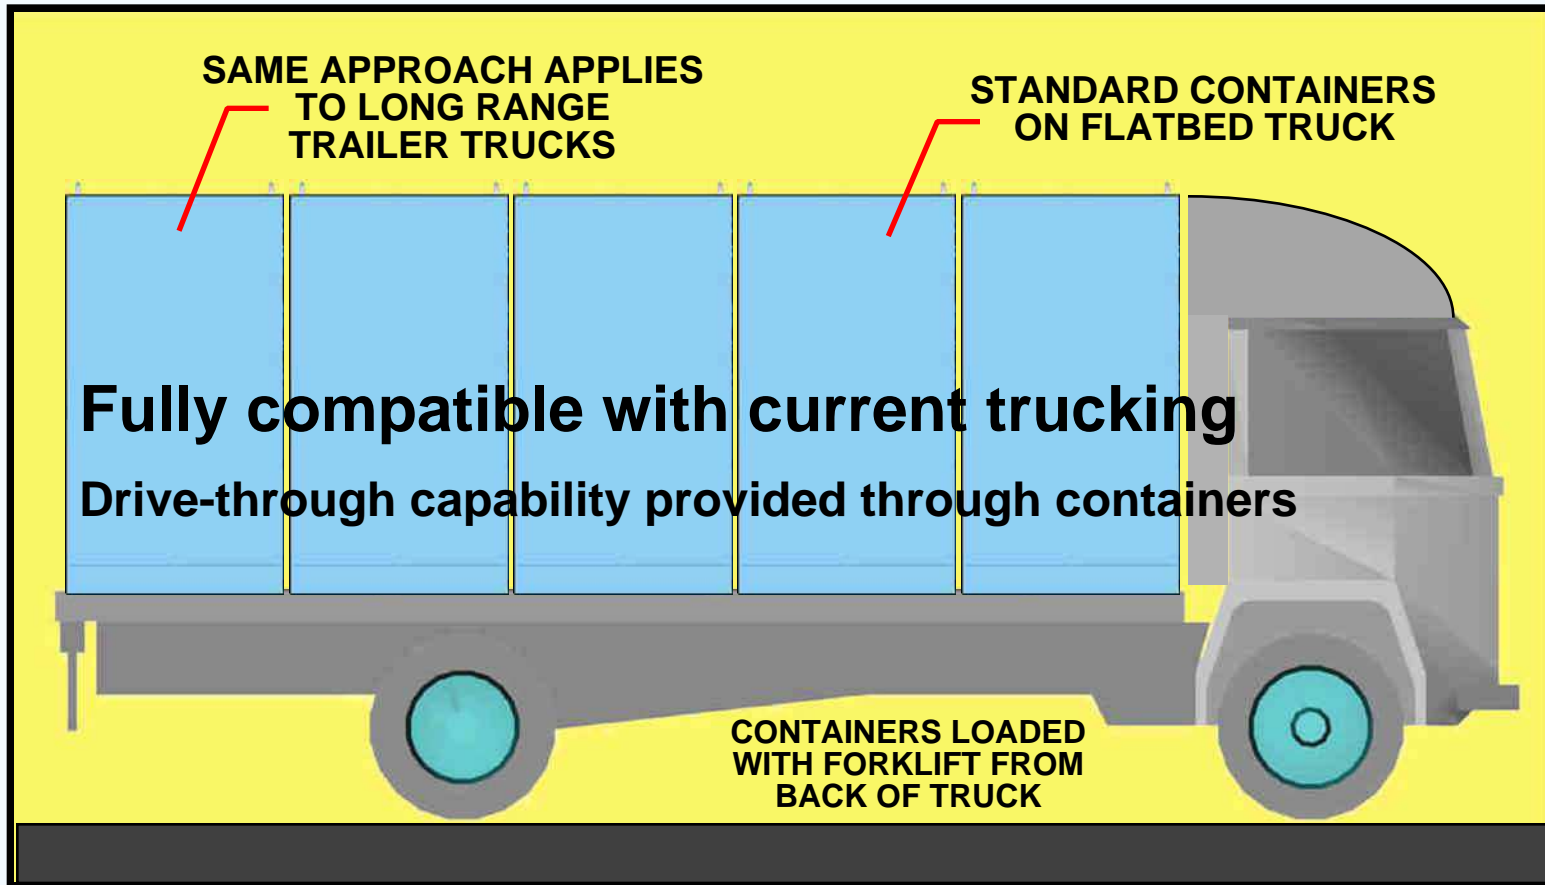 SAME APPROACH APPLIES
TO LONG RANGE
TRAILER TRUCKS
STANDARD CONTAINERS
ON FLATBED TRUCK
Fully compatible with current trucking
Drive-through capability provided through containers
CONTAINERS LOADED
WITH FORKLIFT FROM
BACK OF TRUCK